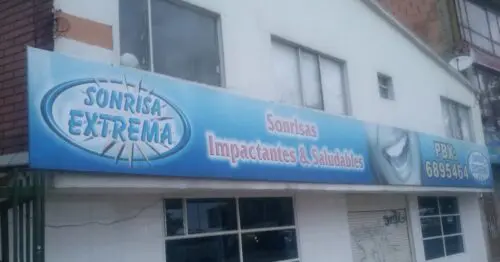 SONRISA
EXTREMA
Sonrisas
Impactantes & Saludables
PBX:
6895464